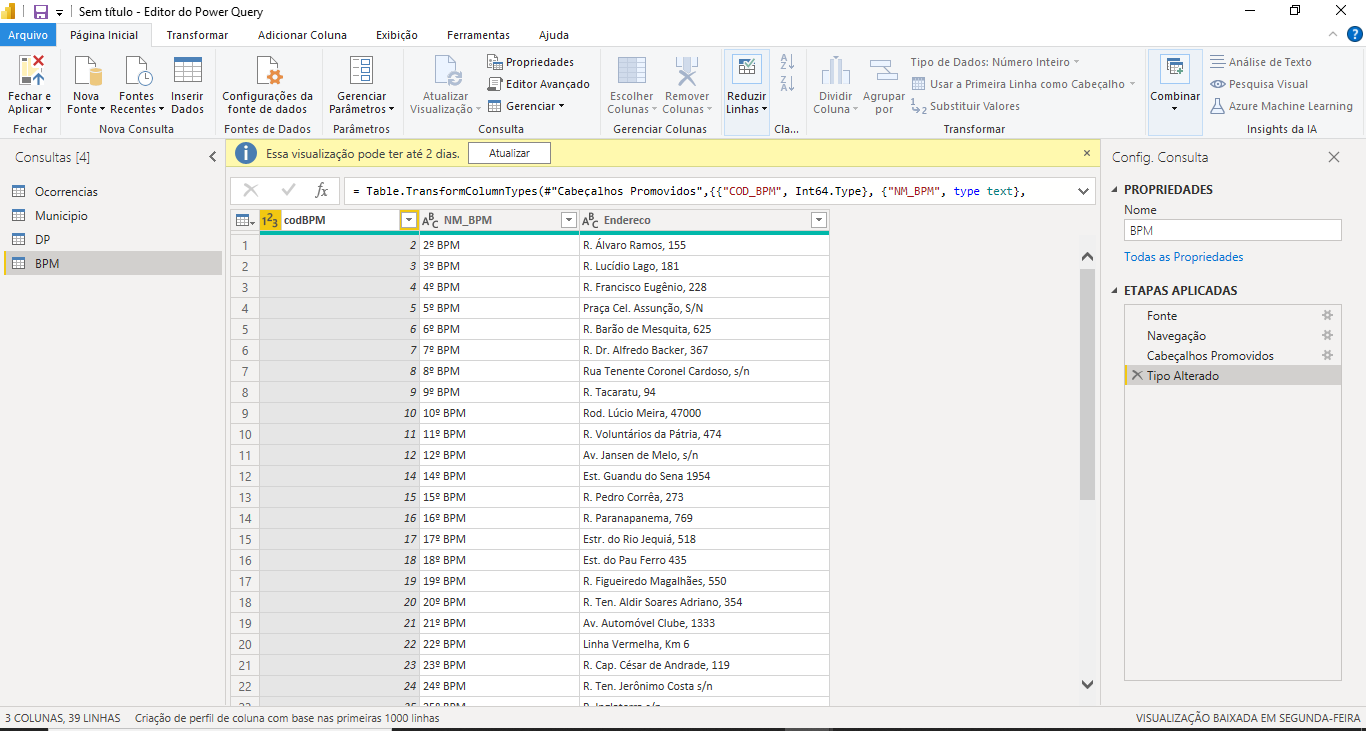 Sem título - Editor do Power Query
Arquivo Página Inicial Transformar Adicionar Coluna Exibição Ferramentas Ajuda
Fechar e Aplicar
Fechar
Nova Fonte
Fontes Recentes
Inserir Dados
Nova Consulta
Configurações da fonte de dados
Fontes de Dados
Gerenciar Parâmetros
Parâmetros
Atualizar Visualização
Propriedades
Editor Avançado
Gerenciar
Consulta
Escolher Colunas
Remover Colunas
Gerenciar Colunas
Reduzir Linhas
Cla...
Dividir Coluna
Agrupar por
Tipo de Dados: Número Inteiro
Usar a Primeira Linha como Cabeçalho
Substituir Valores
Transformar
Combinar
Análise de Texto
Pesquisa Visual
Azure Machine Learning
Insights da IA
Consultas [4]
Ocorrencias
Municipio
DP
BPM
Essa visualização pode ter até 2 dias. Atualizar
= Table.TransformColumnTypes(#"Cabeçalhos Promovidos",{{"COD_BPM", Int64.Type}, {"NM_BPM", type text},
codBPM NM_BPM Endereco
1 2 2º BPM R. Álvaro Ramos, 155
2 3 3º BPM R. Lucídio Lago, 181
3 4 4º BPM R. Francisco Eugênio, 228
4 5 5º BPM Praça Cel. Assunção, S/N
5 6 6º BPM R. Barão de Mesquita, 625
6 7 7º BPM R. Dr. Alfredo Backer, 367
7 8 8º BPM Rua Tenente Coronel Cardoso, s/n
8 9 9º BPM R. Tacaratu, 94
9 10 10º BPM Rod. Lúcio Meira, 47000
10 11 11º BPM R. Voluntários da Pátria, 474
11 12 12º BPM Av. Jansen de Melo, s/n
12 14 14º BPM Est. Guandu do Sena 1954
13 15 15º BPM R. Pedro Corrêa, 273
14 16 16º BPM R. Paranapanema, 769
15 17 17º BPM Estr. do Rio Jequiá, 518
16 18 18º BPM Est. do Pau Ferro 435
17 19 19º BPM R. Figueiredo Magalhães, 550
18 20 20º BPM R. Ten. Aldir Soares Adriano, 354
19 21 21º BPM Av. Automóvel Clube, 1333
20 22 22º BPM Linha Vermelha, Km 6
21 23 23º BPM R. Cap. César de Andrade, 119
22 24 24º BPM R. Ten. Jerônimo Costa s/n
Config. Consulta
PROPRIEDADES
Nome
BPM
Todas as Propriedades
ETAPAS APLICADAS
Fonte
Navegação
Cabeçalhos Promovidos
Tipo Alterado
3 COLUNAS, 39 LINHAS Criação de perfil de coluna com base nas primeiras 1000 linhas VISUALIZAÇÃO BAIXADA EM SEGUNDA-FEIRA